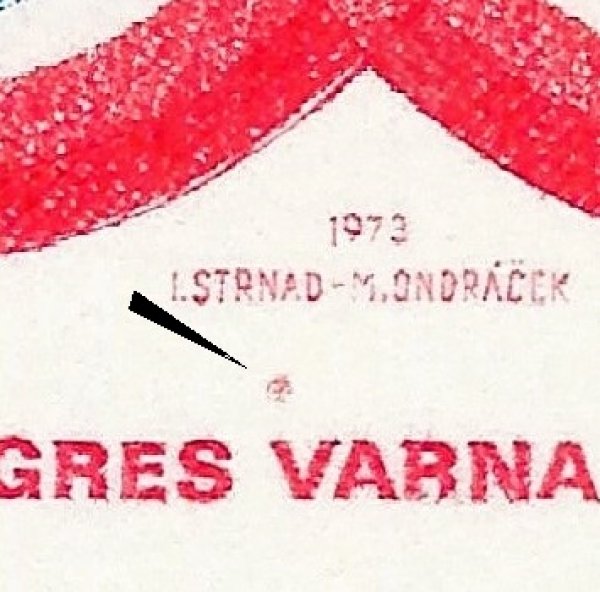 1973
I.STRNAD-M.ONDRÁČEK
GRES VARNA